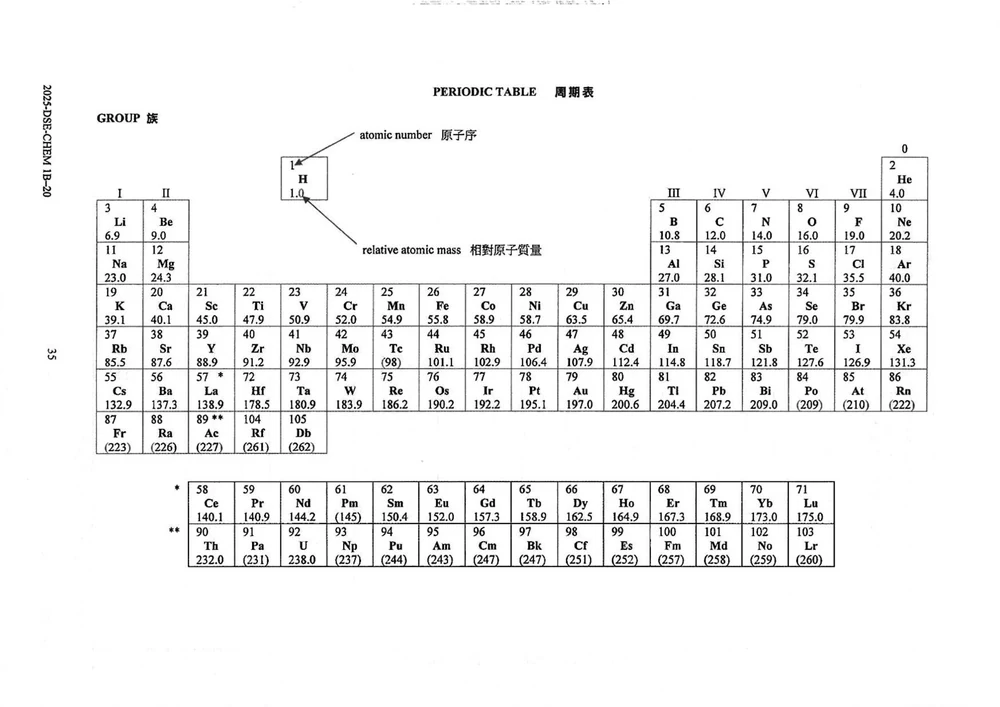 PERIODIC TABLE 周期表
GROUP 族
atomic number 原子序
1
H
1.0
relative atomic mass 相對原子質量
I II III IV V VI VII 0
2
He
4.0
3 4 5 6 7 8 9 10
Li Be B C N O F Ne
6.9 9.0 10.8 12.0 14.0 16.0 19.0 20.2
11 12 13 14 15 16 17 18
Na Mg Al Si P S Cl Ar
23.0 24.3 27.0 28.1 31.0 32.1 35.5 40.0
19 20 21 22 23 24 25 26 27 28 29 30 31 32 33 34 35 36
K Ca Sc Ti V Cr Mn Fe Co Ni Cu Zn Ga Ge As Se Br Kr
39.1 40.1 45.0 47.9 50.9 52.0 54.9 55.8 58.9 58.7 63.5 65.4 69.7 72.6 74.9 79.0 79.9 83.8
37 38 39 40 41 42 43 44 45 46 47 48 49 50 51 52 53 54
Rb Sr Y Zr Nb Mo Tc Ru Rh Pd Ag Cd In Sn Sb Te I Xe
85.5 87.6 88.9 91.2 92.9 95.9 (98) 101.1 102.9 106.4 107.9 112.4 114.8 118.7 121.8 127.6 126.9 131.3
55 56 57 * 72 73 74 75 76 77 78 79 80 81 82 83 84 85 86
Cs Ba La Hf Ta W Re Os Ir Pt Au Hg Tl Pb Bi Po At Rn
132.9 137.3 138.9 178.5 180.9 183.9 186.2 190.2 192.2 195.1 197.0 200.6 204.4 207.2 209.0 (209) (210) (222)
87 88 89 ** 104 105
Fr Ra Ac Rf Db
(223) (226) (227) (261) (262)
* 58 59 60 61 62 63 64 65 66 67 68 69 70 71
Ce Pr Nd Pm Sm Eu Gd Tb Dy Ho Er Tm Yb Lu
140.1 140.9 144.2 (145) 150.4 152.0 157.3 158.9 162.5 164.9 167.3 168.9 173.0 175.0
** 90 91 92 93 94 95 96 97 98 99 100 101 102 103
Th Pa U Np Pu Am Cm Bk Cf Es Fm Md No Lr
232.0 (231) 238.0 (237) (244) (243) (247) (247) (251) (252) (257) (258) (259) (260)
2025-DSE-CHEM 1B–20
35